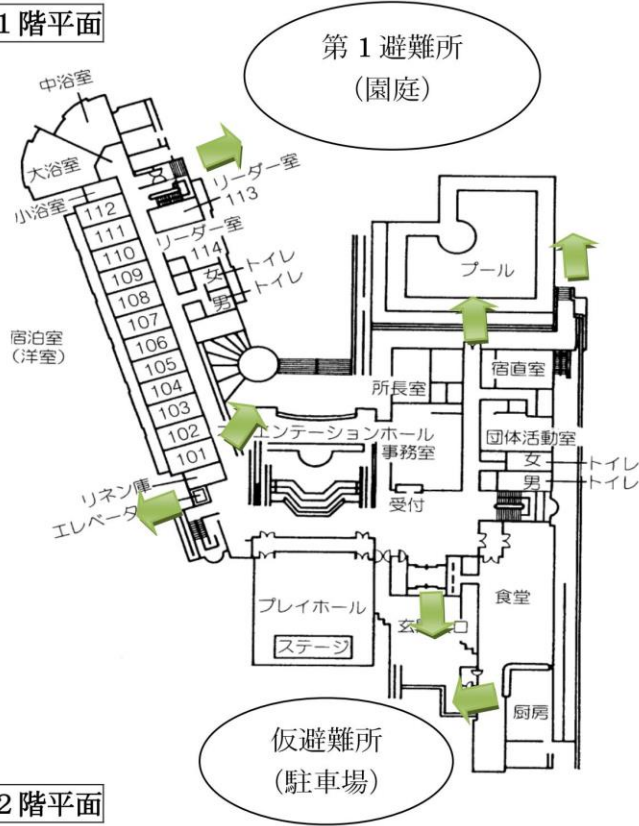 1階平面
第1避難所
(園庭)
中浴室
大浴室
小浴室
リーダー室
113
リーダー室
114
女 トイレ
男 トイレ
112
111
110
109
108
107
106
105
104
103
102
101
宿泊室
(洋室)
リネン庫
プール
所長室
宿直室
エンテーションホール
事務室
団体活動室
女 トイレ
男 トイレ
受付
プレイホール
ステージ
食堂
厨房
仮避難所
(駐車場)
2階平面